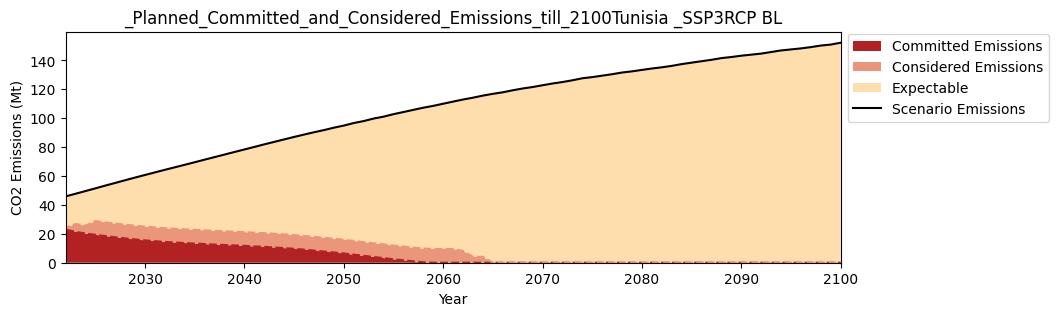 _Planned_Committed_and_Considered_Emissions_till_2100Tunisia _SSP3RCP BL
CO2 Emissions (Mt)
140
120
100
80
60
40
20
0
2030 2040 2050 2060 2070 2080 2090 2100
Year
Committed Emissions
Considered Emissions
Expectable
Scenario Emissions